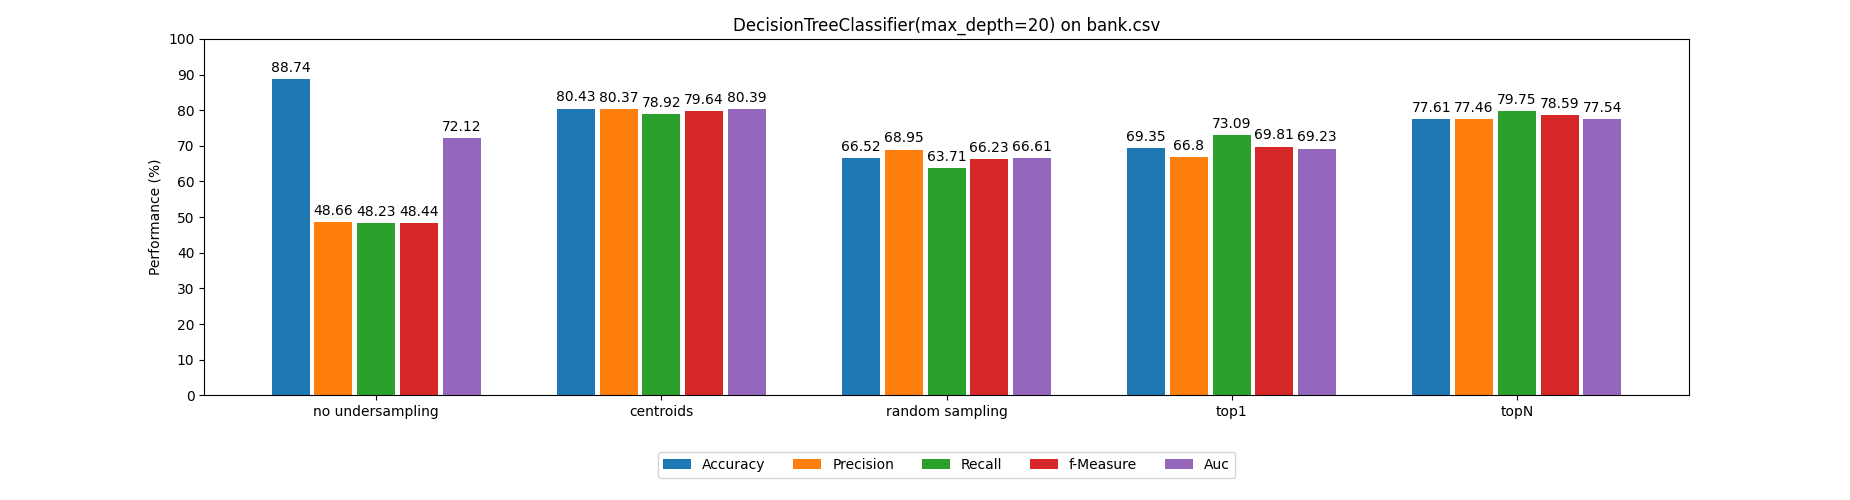 DecisionTreeClassifier(max_depth=20) on bank.csv
Performance (%)
100
90
80
70
60
50
40
30
20
10
0
88.74 48.66 48.23 48.44 72.12
80.43 80.37 78.92 79.64 80.39
66.52 68.95 63.71 66.23 66.61
69.35 66.8 73.09 69.81 69.23
77.61 77.46 79.75 78.59 77.54
no undersampling centroids random sampling top1 topN
Accuracy Precision Recall f-Measure Auc